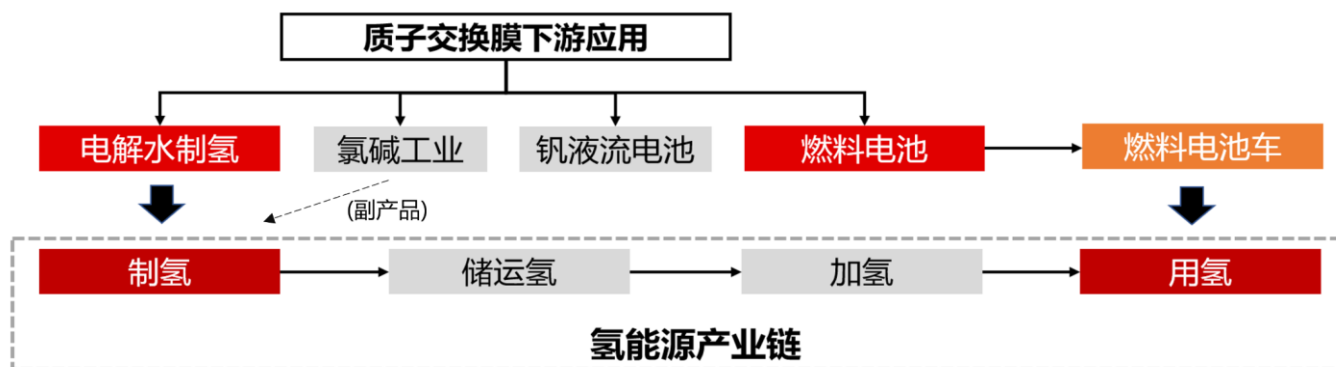 质子交换膜下游应用
电解水制氢
氯碱工业
钒液流电池
燃料电池
燃料电池车
(副产品)
制氢
储运氢
加氢
用氢
氢能源产业链